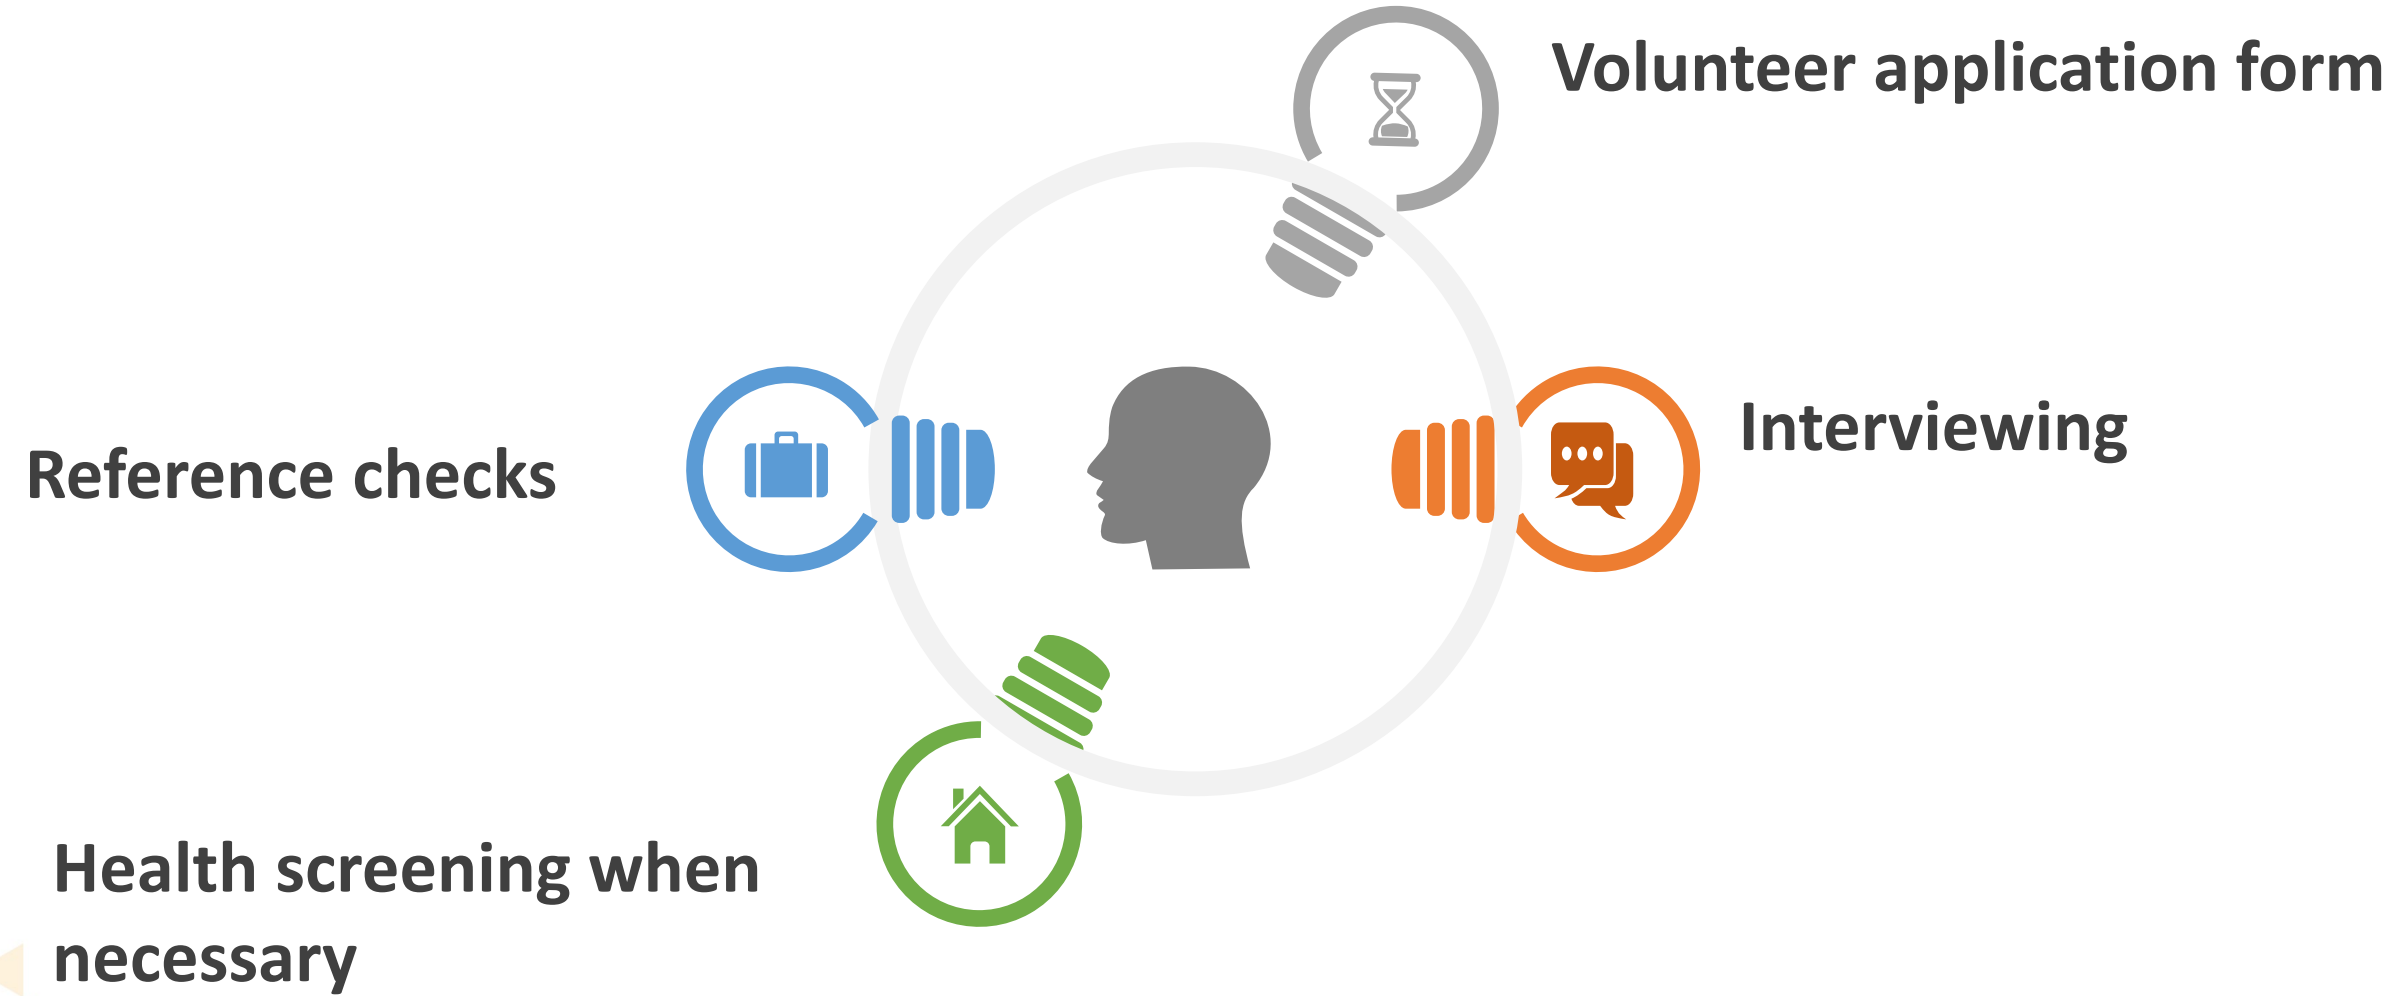 Volunteer application form
Interviewing
Reference checks
Health screening when
necessary